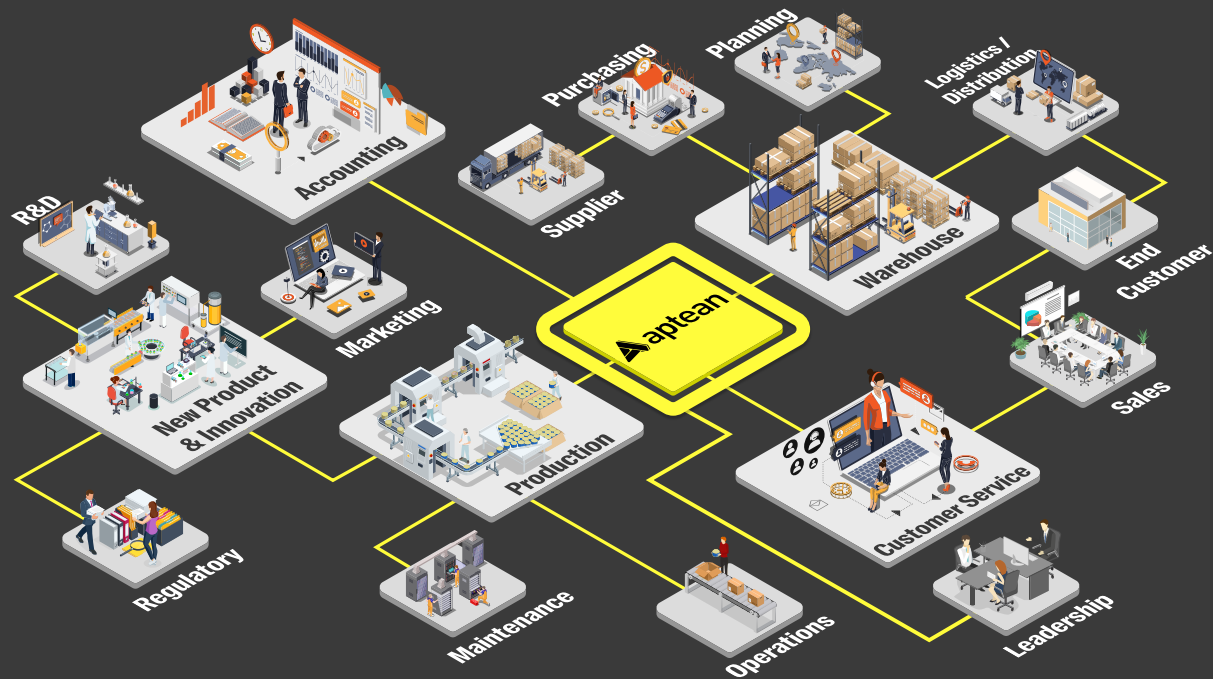 Planning
Purchasing
Logistics /
Distribution
Accounting
Supplier
R&D
Warehouse
End
Customer
Marketing
aptean
New Product
& Innovation
Sales
Production
Customer Service
Regulatory
Maintenance
Operations
Leadership